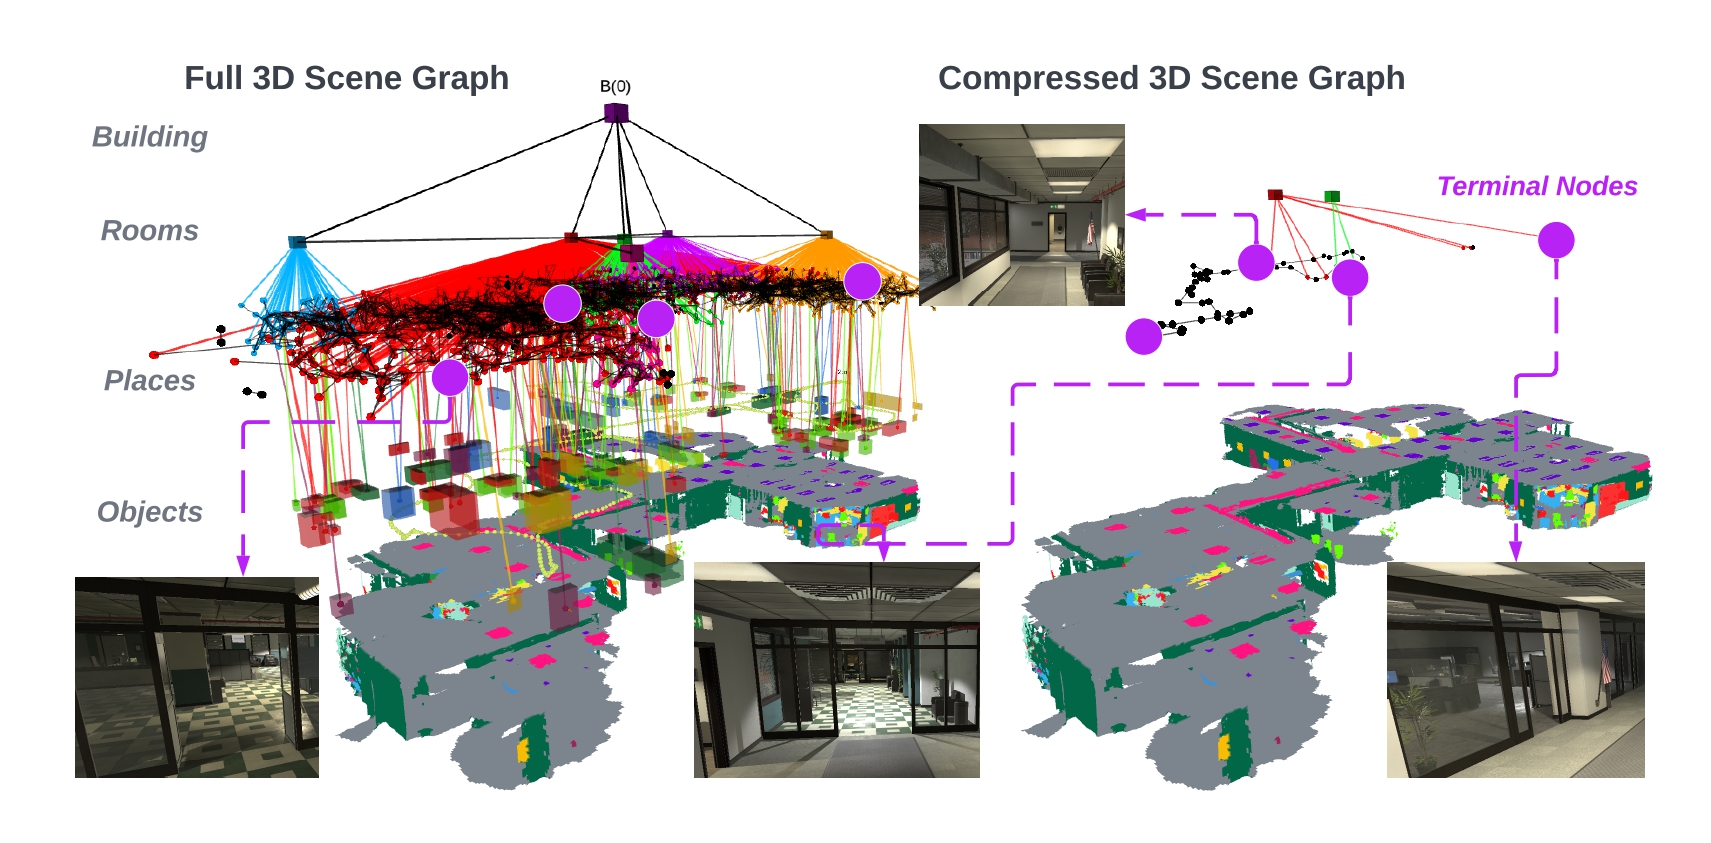 Full 3D Scene Graph
Compressed 3D Scene Graph
B(0)
Building
Terminal Nodes
Rooms
Places
Objects